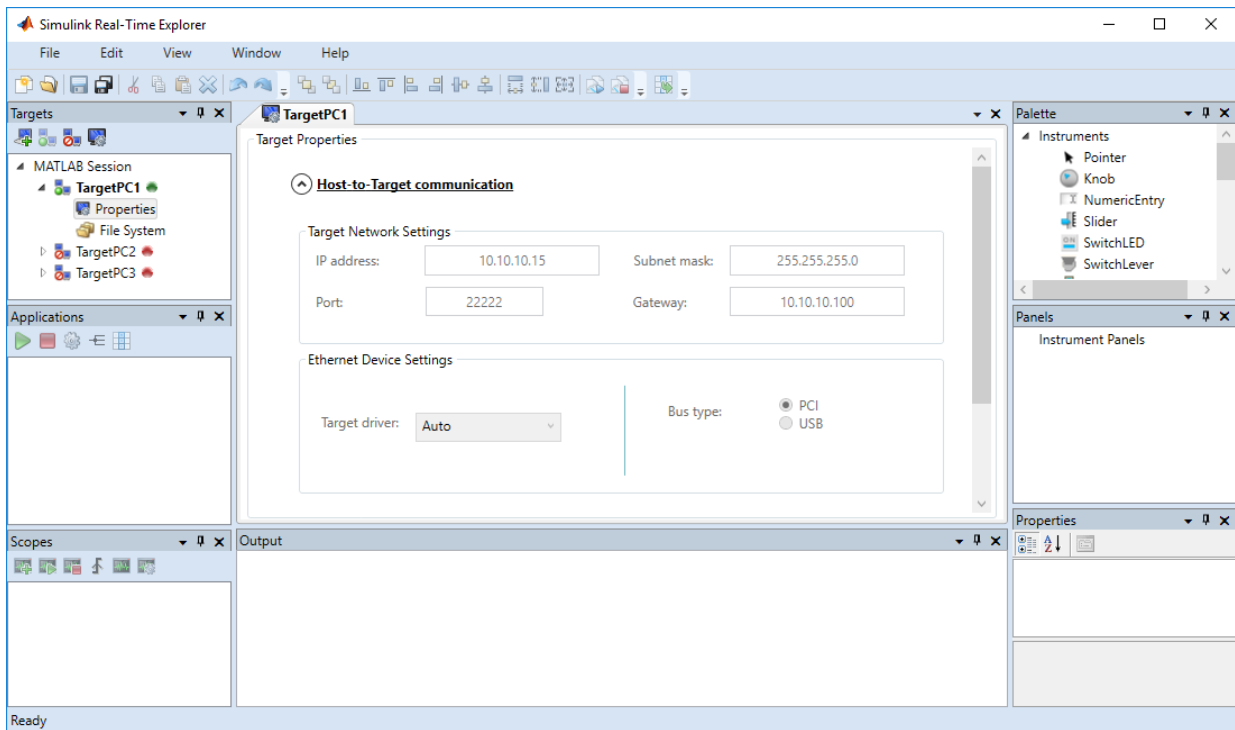 Simulink Real-Time Explorer
File Edit View Window Help
Targets
MATLAB Session
TargetPC1
Properties
File System
TargetPC2
TargetPC3
Applications
Scopes
TargetPC1
Target Properties
Host-to-Target communication
Target Network Settings
IP address: 10.10.10.15 Subnet mask: 255.255.255.0
Port: 22222 Gateway: 10.10.10.100
Ethernet Device Settings
Target driver: Auto
Bus type: PCI
USB
Output
Palette
Instruments
Pointer
Knob
NumericEntry
Slider
SwitchLED
SwitchLever
Panels
Instrument Panels
Properties
Ready